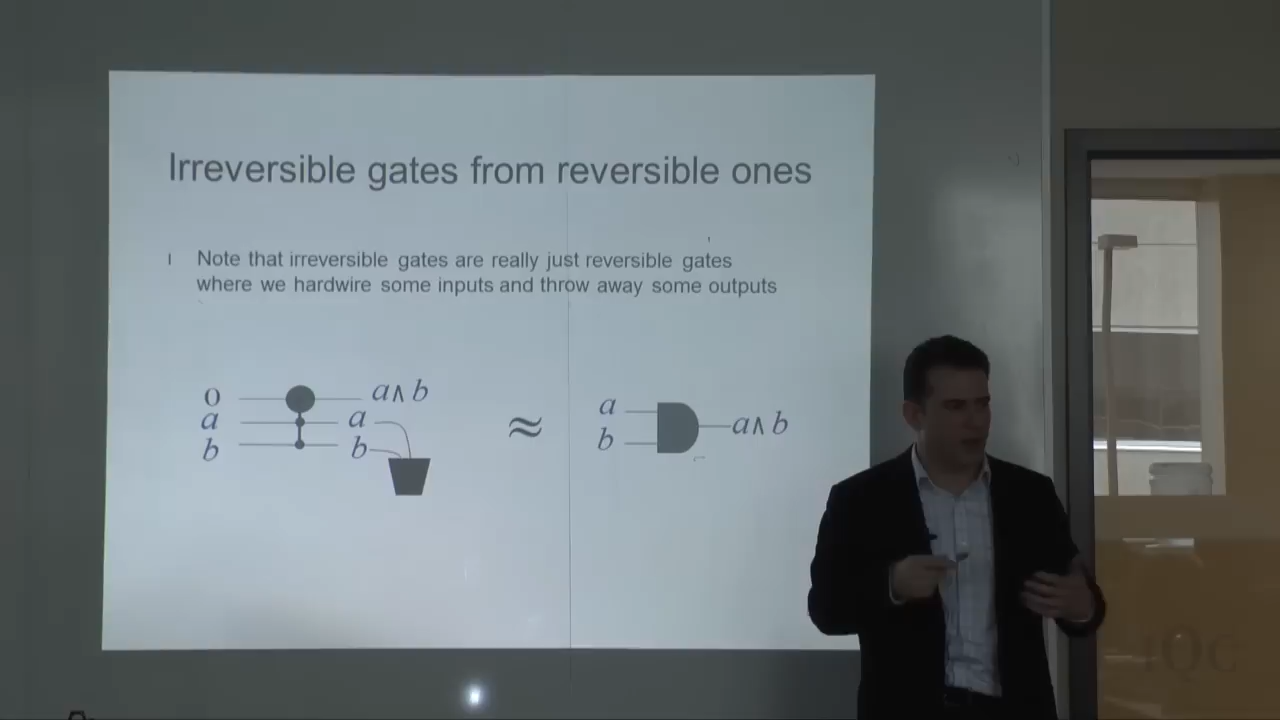 Irreversible gates from reversible ones
Note that irreversible gates are really just reversible gates
where we hardwire some inputs and throw away some outputs
0 a∧b
a a
b b
≈
a
b
a∧b
IQC